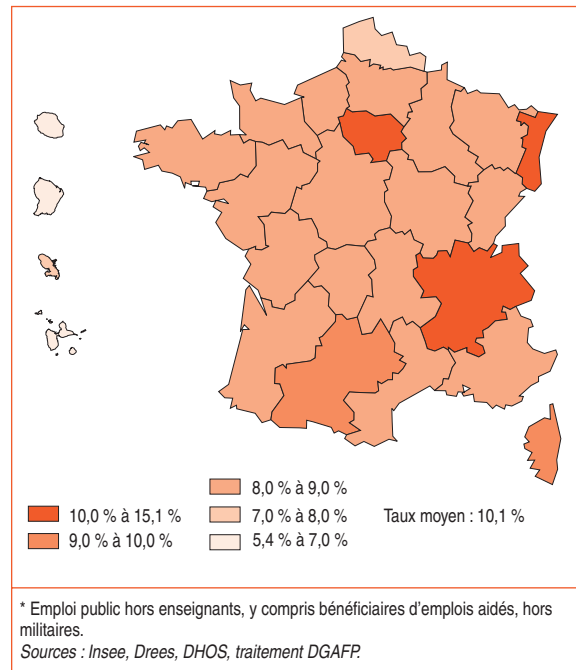 8,0 % à 9,0 %
10,0 % à 15,1 %
7,0 % à 8,0 %
Taux moyen : 10,1 %
9,0 % à 10,0 %
5,4 % à 7,0 %
* Emploi public hors enseignants, y compris bénéficiaires d'emplois aidés, hors
militaires.
Sources : Insee, Drees, DHOS, traitement DGAFP.